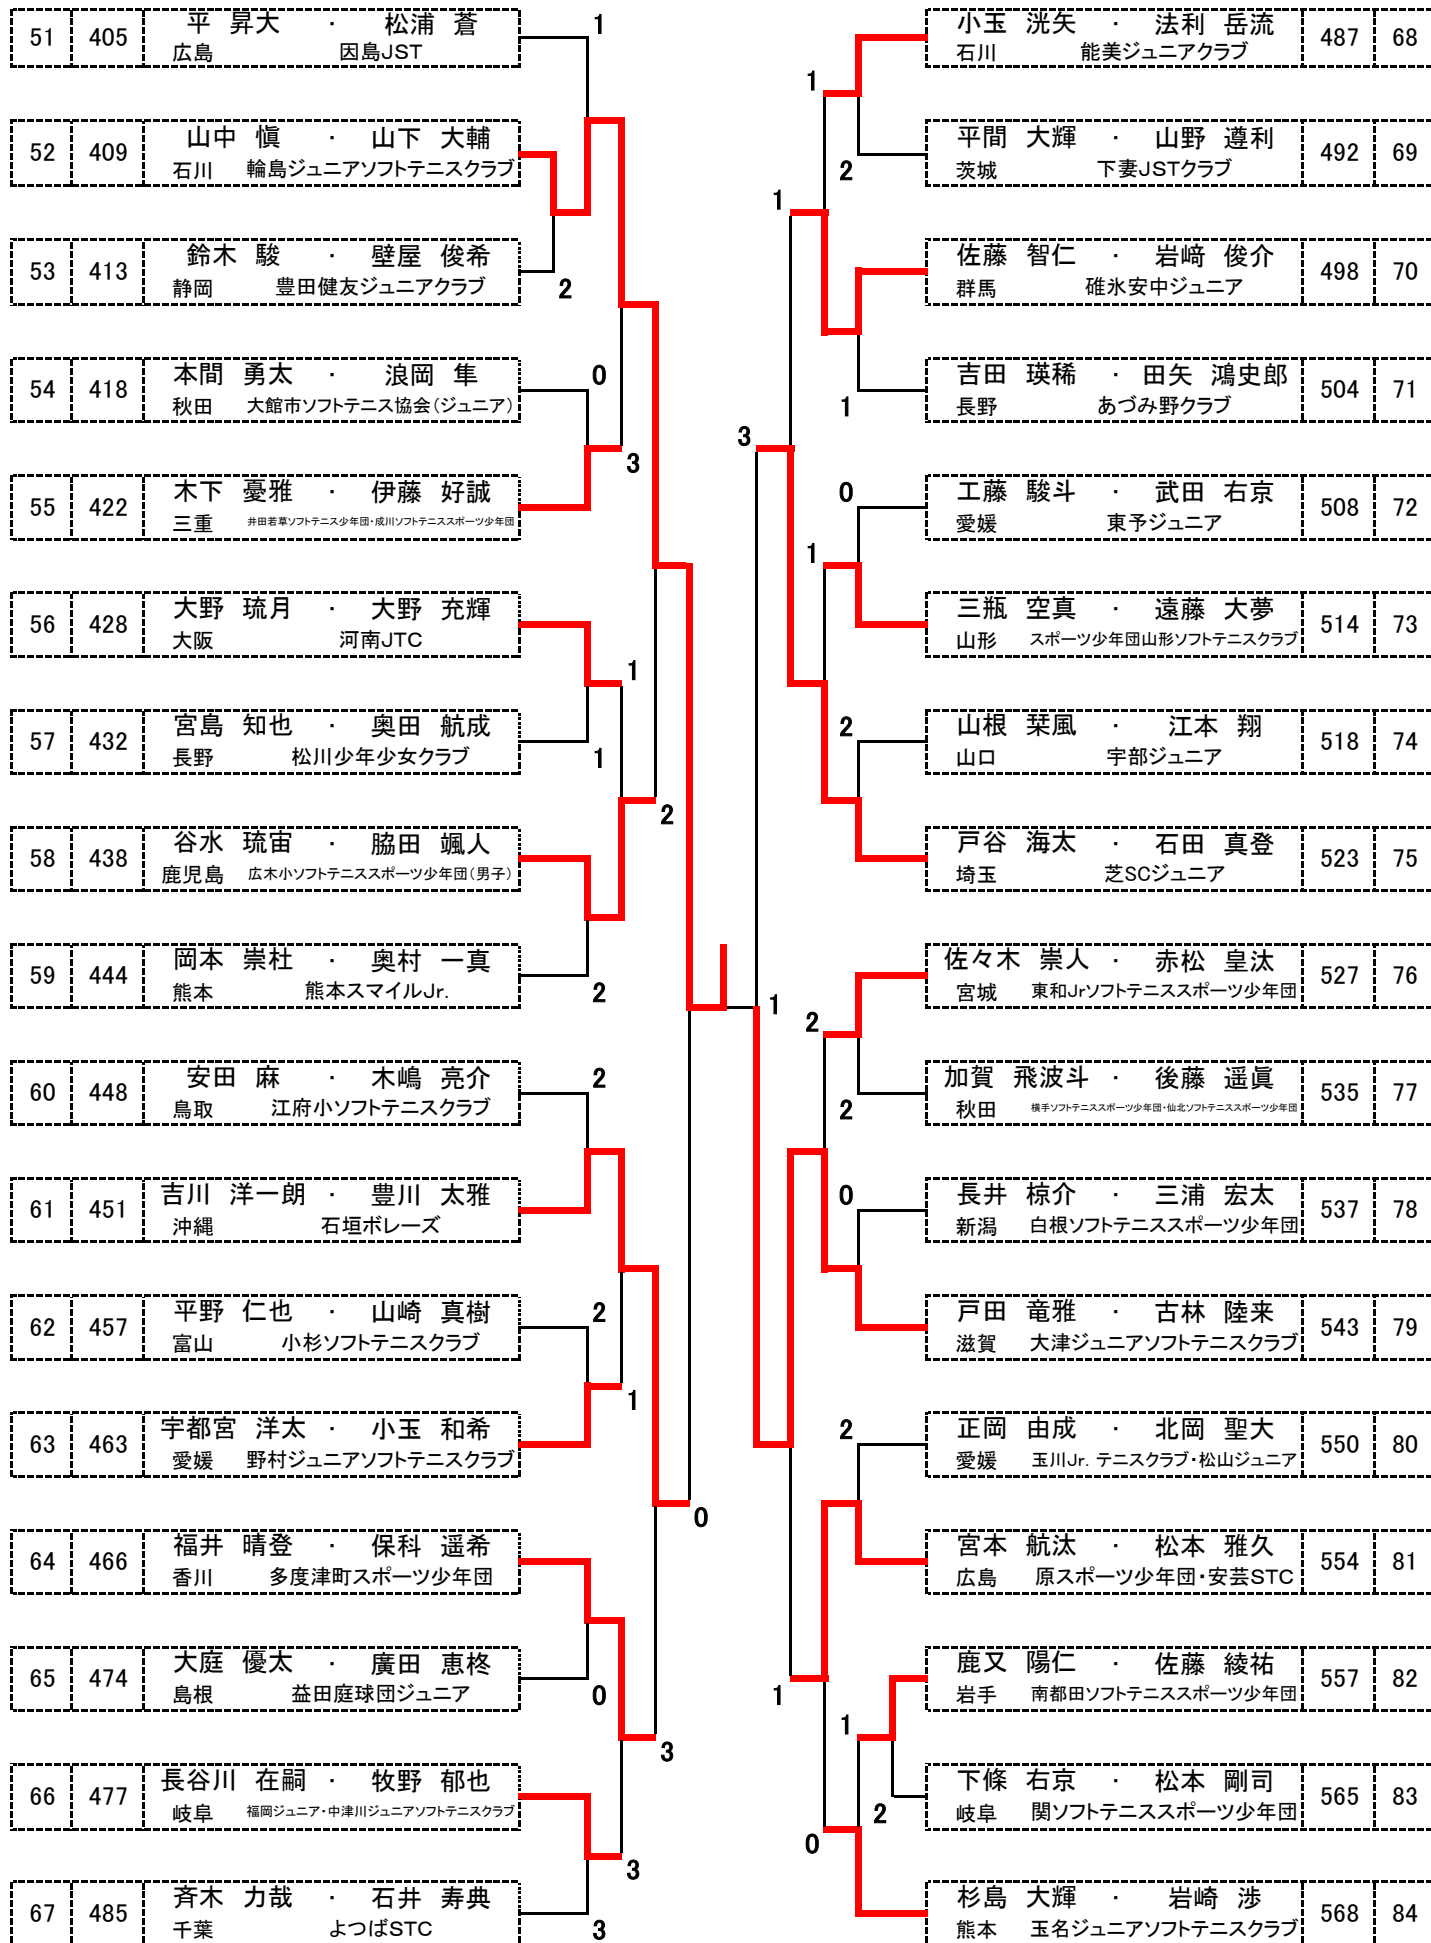 51 405 平 昇大 ・ 松浦 蒼
広島 因島JST
52 409 山中 愼 ・ 山下 大輔
石川 輪島ジュニアソフトテニスクラブ
53 413 鈴木 駿 ・ 壁屋 俊希
静岡 豊田健友ジュニアクラブ
54 418 本間 勇太 ・ 浪岡 隼
秋田 大館市ソフトテニス協会(ジュニア)
55 422 木下 憂雅 ・ 伊藤 好誠
三重 井田若草ソフトテニス少年団・成川ソフトテニススポーツ少年団
56 428 大野 琉月 ・ 大野 充輝
大阪 河南JTC
57 432 宮島 知也 ・ 奥田 航成
長野 松川少年少女クラブ
58 438 谷水 琉宙 ・ 脇田 颯人
鹿児島 広木小ソフトテニススポーツ少年団(男子)
59 444 岡本 崇杜 ・ 奥村 一真
熊本 熊本スマイルJr.
60 448 安田 麻 ・ 木嶋 亮介
鳥取 江府小ソフトテニスクラブ
61 451 吉川 洋一朗 ・ 豊川 太雅
沖縄 石垣ボレーズ
62 457 平野 仁也 ・ 山崎 真樹
富山 小杉ソフトテニスクラブ
63 463 宇都宮 洋太 ・ 小玉 和希
愛媛 野村ジュニアソフトテニスクラブ
64 466 福井 晴登 ・ 保科 遥希
香川 多度津町スポーツ少年団
65 474 大庭 優太 ・ 廣田 恵柊
島根 益田庭球団ジュニア
66 477 長谷川 在嗣 ・ 牧野 郁也
岐阜 福岡ジュニア・中津川ジュニアソフトテニスクラブ
67 485 斉木 力哉 ・ 石井 寿典
千葉 よつばSTC
1
2
0
3
1
1
2
2
2
2
1
0
0
3
3
3
1
1
2
1
1
3
0
1
2
1
2
2
0
2
1
1
2
0
小玉 洸矢 ・ 法利 岳流 487 68
石川 能美ジュニアクラブ
平間 大輝 ・ 山野 遵利 492 69
茨城 下妻JSTクラブ
佐藤 智仁 ・ 岩﨑 俊介 498 70
群馬 碓氷安中ジュニア
吉田 瑛稀 ・ 田矢 鴻史郎 504 71
長野 あづみ野クラブ
工藤 駿斗 ・ 武田 右京 508 72
愛媛 東予ジュニア
三瓶 空真 ・ 遠藤 大夢 514 73
山形 スポーツ少年団山形ソフトテニスクラブ
山根 栞風 ・ 江本 翔 518 74
山口 宇部ジュニア
戸谷 海太 ・ 石田 真登 523 75
埼玉 芝SCジュニア
佐々木 崇人 ・ 赤松 皇汰 527 76
宮城 東和Jrソフトテニススポーツ少年団
加賀 飛波斗 ・ 後藤 遥眞 535 77
秋田 横手ソフトテニススポーツ少年団・仙北ソフトテニススポーツ少年団
長井 椋介 ・ 三浦 宏太 537 78
新潟 白根ソフトテニススポーツ少年団
戸田 竜雅 ・ 古林 陸来 543 79
滋賀 大津ジュニアソフトテニスクラブ
正岡 由成 ・ 北岡 聖大 550 80
愛媛 玉川Jr. テニスクラブ・松山ジュニア
宮本 航汰 ・ 松本 雅久 554 81
広島 原スポーツ少年団・安芸STC
鹿又 陽仁 ・ 佐藤 綾祐 557 82
岩手 南都田ソフトテニススポーツ少年団
下條 右京 ・ 松本 剛司 565 83
岐阜 関ソフトテニススポーツ少年団
杉島 大輝 ・ 岩崎 渉 568 84
熊本 玉名ジュニアソフトテニスクラブ